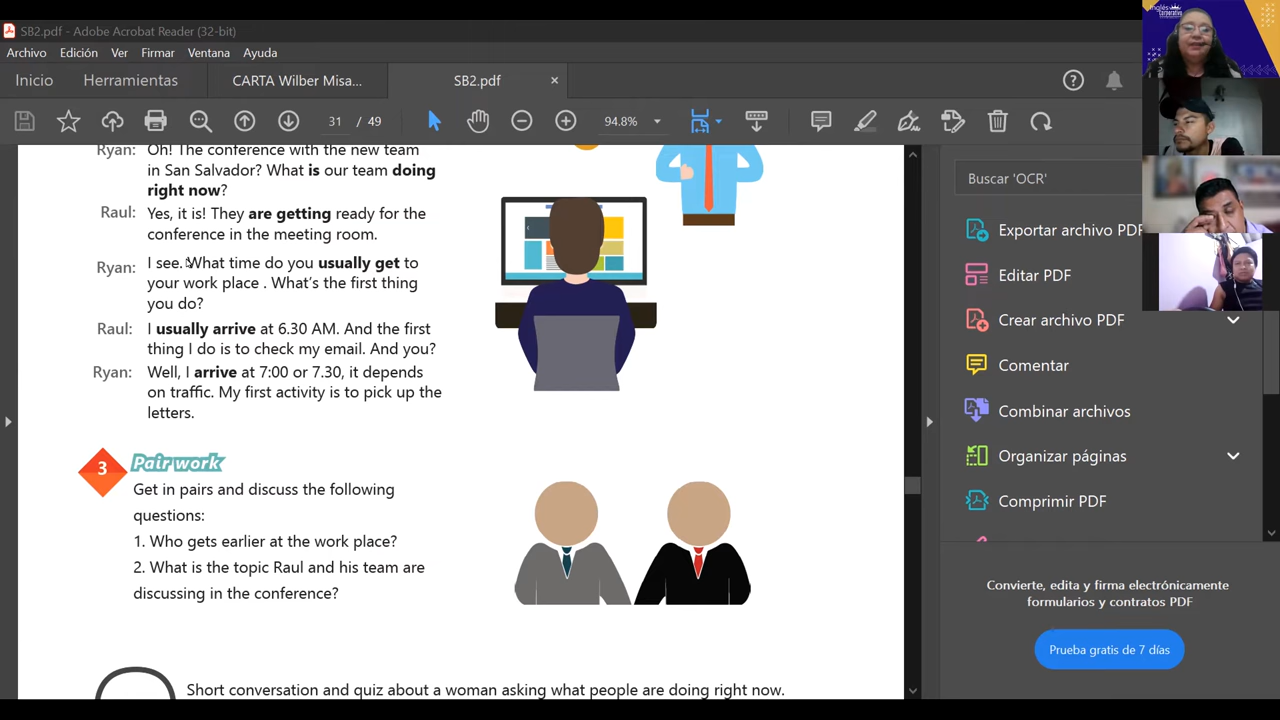 SB2.pdf - Adobe Acrobat Reader (32-bit)
Archivo Edición Ver Firmar Ventana Ayuda
Inicio Herramientas CARTA Wilber Misa... SB2.pdf ×
31 / 49 94.8%
Ryan: Oh! The conference with the new team
in San Salvador? What is our team doing
right now?
Raul: Yes, it is! They are getting ready for the
conference in the meeting room.
Ryan: I see. What time do you usually get to
your work place . What's the first thing
you do?
Raul: I usually arrive at 6.30 AM. And the first
thing I do is to check my email. And you?
Ryan: Well, I arrive at 7:00 or 7.30, it depends
on traffic. My first activity is to pick up the
letters.
3 Pair work
Get in pairs and discuss the following
questions:
1. Who gets earlier at the work place?
2. What is the topic Raul and his team are
discussing in the conference?
Short conversation and quiz about a woman asking what people are doing right now.
Buscar 'OCR'
Exportar archivo PDF
Editar PDF
Crear archivo PDF
Comentar
Combinar archivos
Organizar páginas
Comprimir PDF
Convierte, edita y firma electrónicamente
formularios y contratos PDF
Prueba gratis de 7 días
Inglés
corporativo